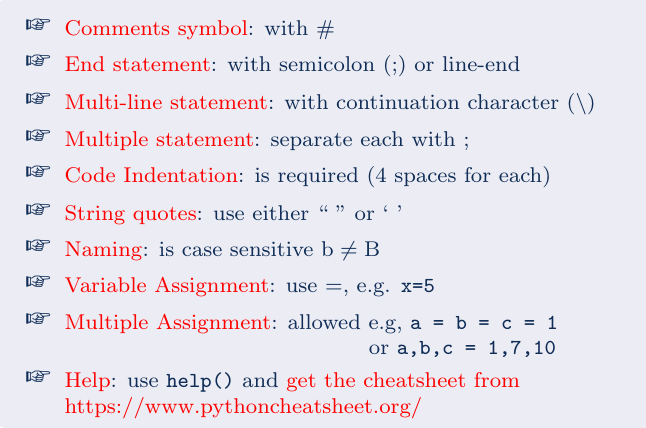 ☞ Comments symbol: with #
☞ End statement: with semicolon (;) or line-end
☞ Multi-line statement: with continuation character (\)
☞ Multiple statement: separate each with ;
☞ Code Indentation: is required (4 spaces for each)
☞ String quotes: use either “ ” or ‘ ’
☞ Naming: is case sensitive b ≠ B
☞ Variable Assignment: use =, e.g. x=5
☞ Multiple Assignment: allowed e.g, a = b = c = 1
or a,b,c = 1,7,10
☞ Help: use help() and get the cheatsheet from
https://www.pythoncheatsheet.org/